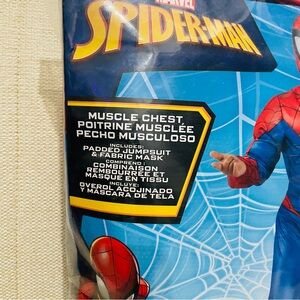 MARVEL
SPIDER-MAN
MUSCLE CHEST
POITRINE MUSCLÉE
PECHO MUSCULOSO
INCLUDES:
PADDED JUMPSUIT
& FABRIC MASK
COMPREND :
COMBINAISON
REMBOURRÉE ET
MASQUE EN TISSU
INCLUYE:
OVEROL ACOJINADO
Y MÁSCARA DE TELA